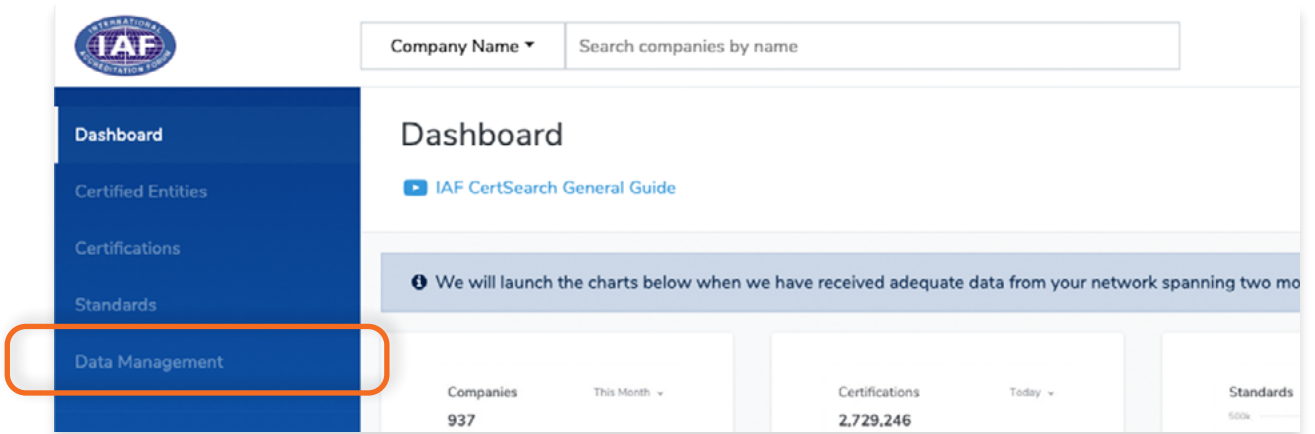 INTERNATIONAL
IAF
ACCREDITATION FORUM
Company Name
Search companies by name
Dashboard
Certified Entities
Certifications
Standards
Data Management
Dashboard
IAF CertSearch General Guide
We will launch the charts below when we have received adequate data from your network spanning two mo
Companies This Month
937
Certifications Today
2,729,246
Standards
500k